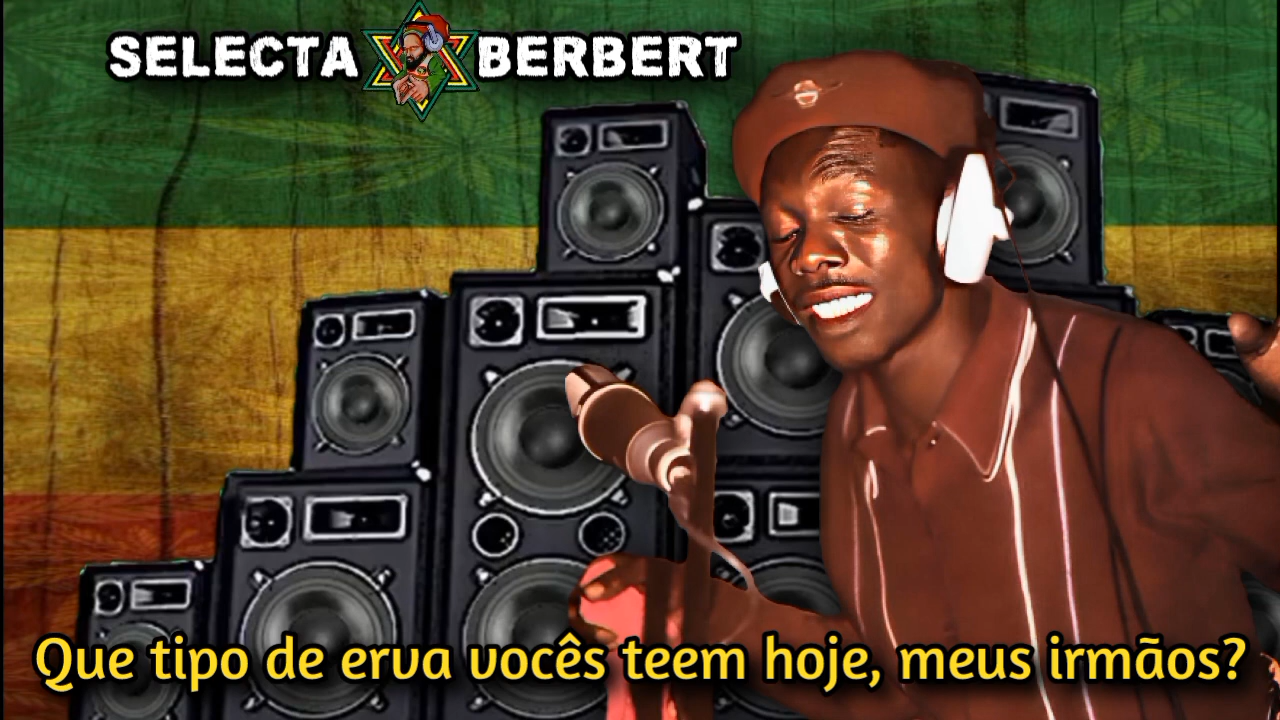 SELECTA BERBERT
Que tipo de erva vocês teem hoje, meus irmãos?